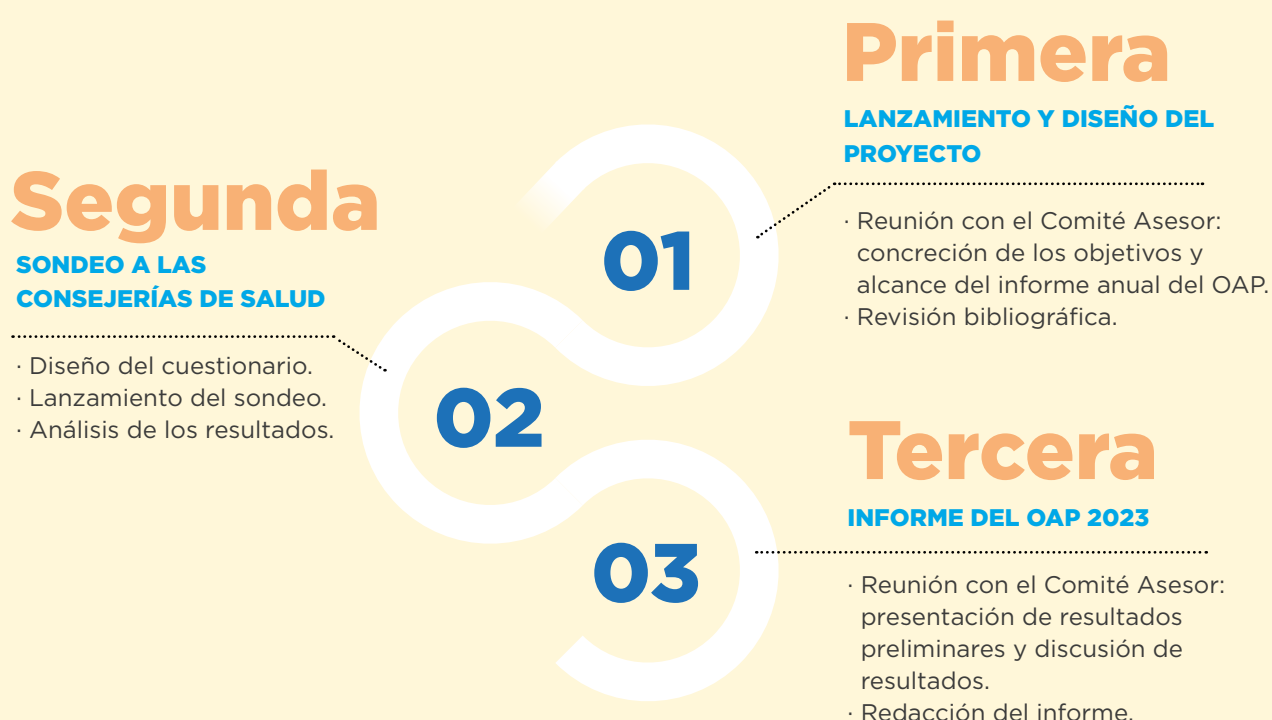 Primera
LANZAMIENTO Y DISEÑO DEL
PROYECTO
· Reunión con el Comité Asesor:
concreción de los objetivos y
alcance del informe anual del OAP.
· Revisión bibliográfica.
01
Segunda
SONDEO A LAS
CONSEJERÍAS DE SALUD
· Diseño del cuestionario.
· Lanzamiento del sondeo.
· Análisis de los resultados.
02
Tercera
INFORME DEL OAP 2023
03
· Reunión con el Comité Asesor:
presentación de resultados
preliminares y discusión de
resultados.
· Redacción del informe.